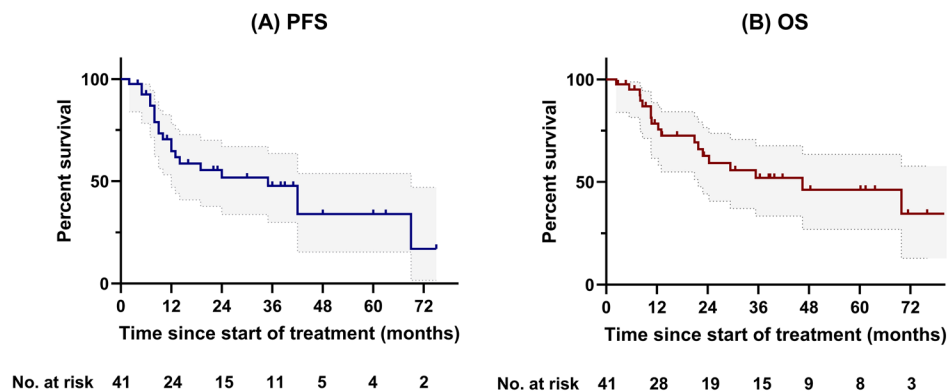 (A) PFS
Percent survival
100
50
0
0 12 24 36 48 60 72
Time since start of treatment (months)
No. at risk 41 24 15 11 5 4 2
(B) OS
Percent survival
100
50
0
0 12 24 36 48 60 72
Time since start of treatment (months)
No. at risk 41 28 19 15 9 8 3